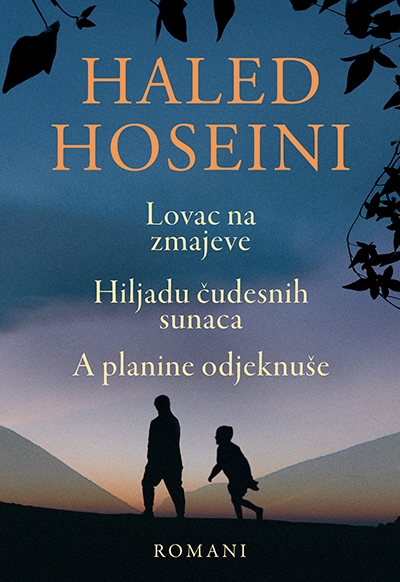 HALED
HOSEINI
Lovac na
zmajeve
Hiljadu čudesnih
sunaca
A planine odjeknuše
ROMANI